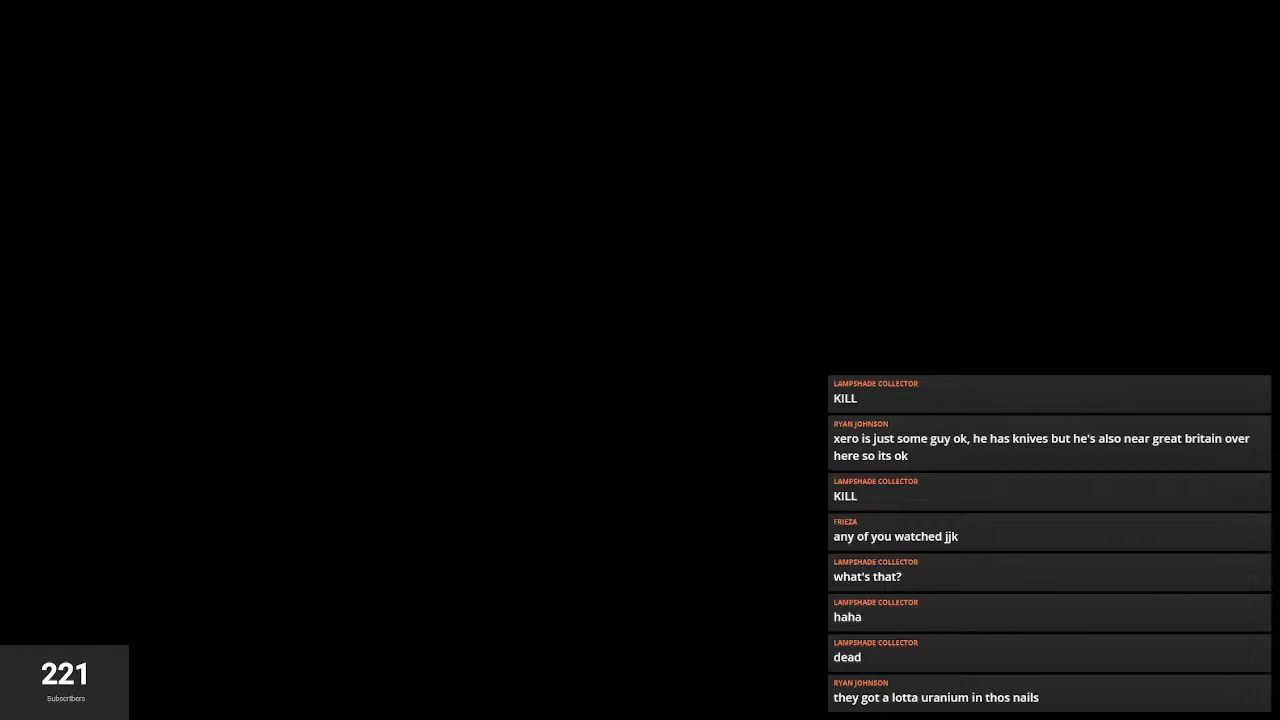 LAMPSHADE COLLECTOR
KILL
RYAN JOHNSON
xero is just some guy ok, he has knives but he's also near great britain over
here so its ok
LAMPSHADE COLLECTOR
KILL
FRIEZA
any of you watched jjk
LAMPSHADE COLLECTOR
what's that?
LAMPSHADE COLLECTOR
haha
LAMPSHADE COLLECTOR
dead
RYAN JOHNSON
they got a lotta uranium in thos nails
221
Subscribers